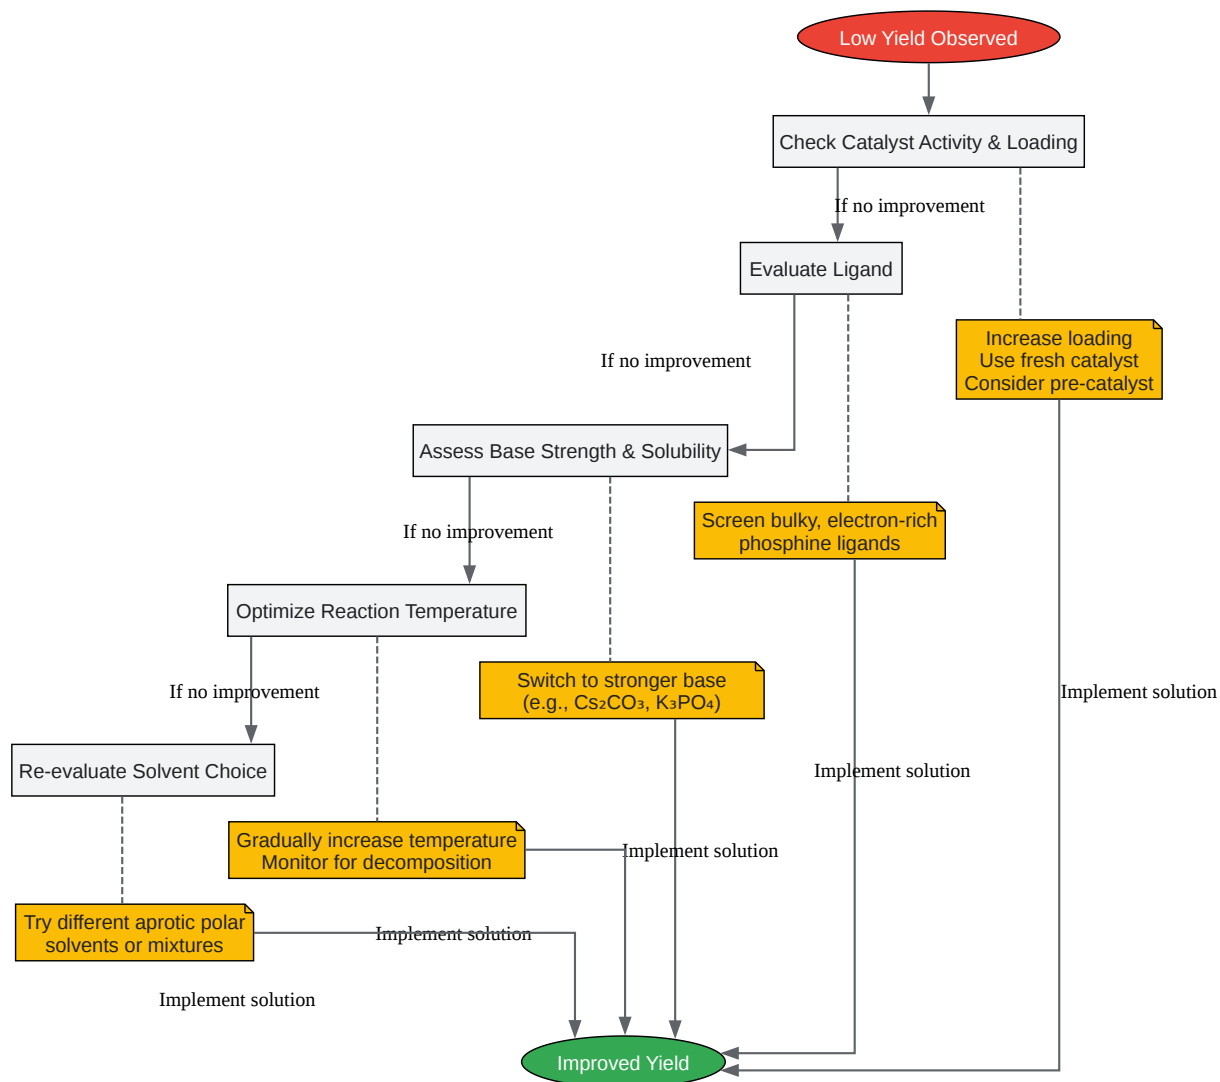 Low Yield Observed
Check Catalyst Activity & Loading
If no improvement
Evaluate Ligand
Increase loading
Use fresh catalyst
Consider pre-catalyst
If no improvement
Assess Base Strength & Solubility
Screen bulky, electron-rich
phosphine ligands
If no improvement
Optimize Reaction Temperature
Switch to stronger base
(e.g., Cs₂CO₃, K₃PO₄)
If no improvement
Implement solution
Re-evaluate Solvent Choice
Implement solution
Gradually increase temperature
Monitor for decomposition
Implement solution
Try different aprotic polar
solvents or mixtures
Implement solution
Implement solution
Improved Yield